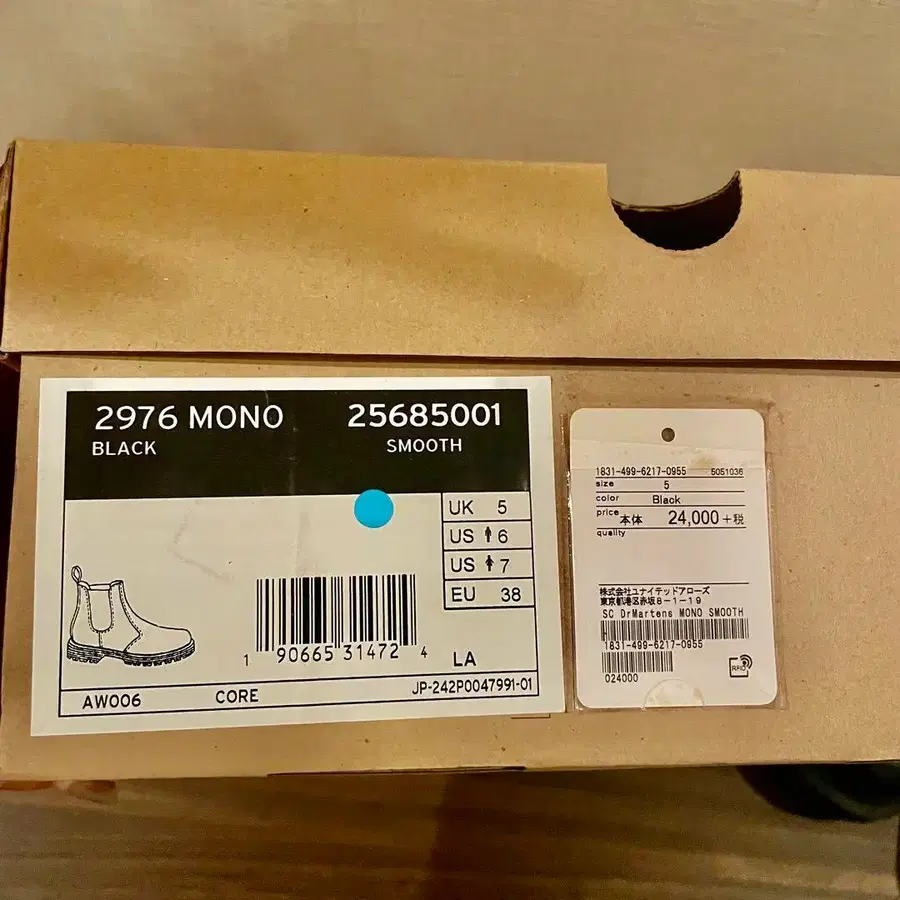 2976 MONO 25685001
BLACK SMOOTH
UK 5
US 6
US 7
EU 38
1 90665 31472 4
LA
AW006 CORE JP-242P0047991-01
1831-499-6217-0955 5051036
size 5
color Black
price 本体 24,000+税
quality
株式会社ユナイテッドアローズ
東京都港区赤坂8-1-19
SC DrMartens MONO SMOOTH
1831-499-6217-0955
024000
RFID